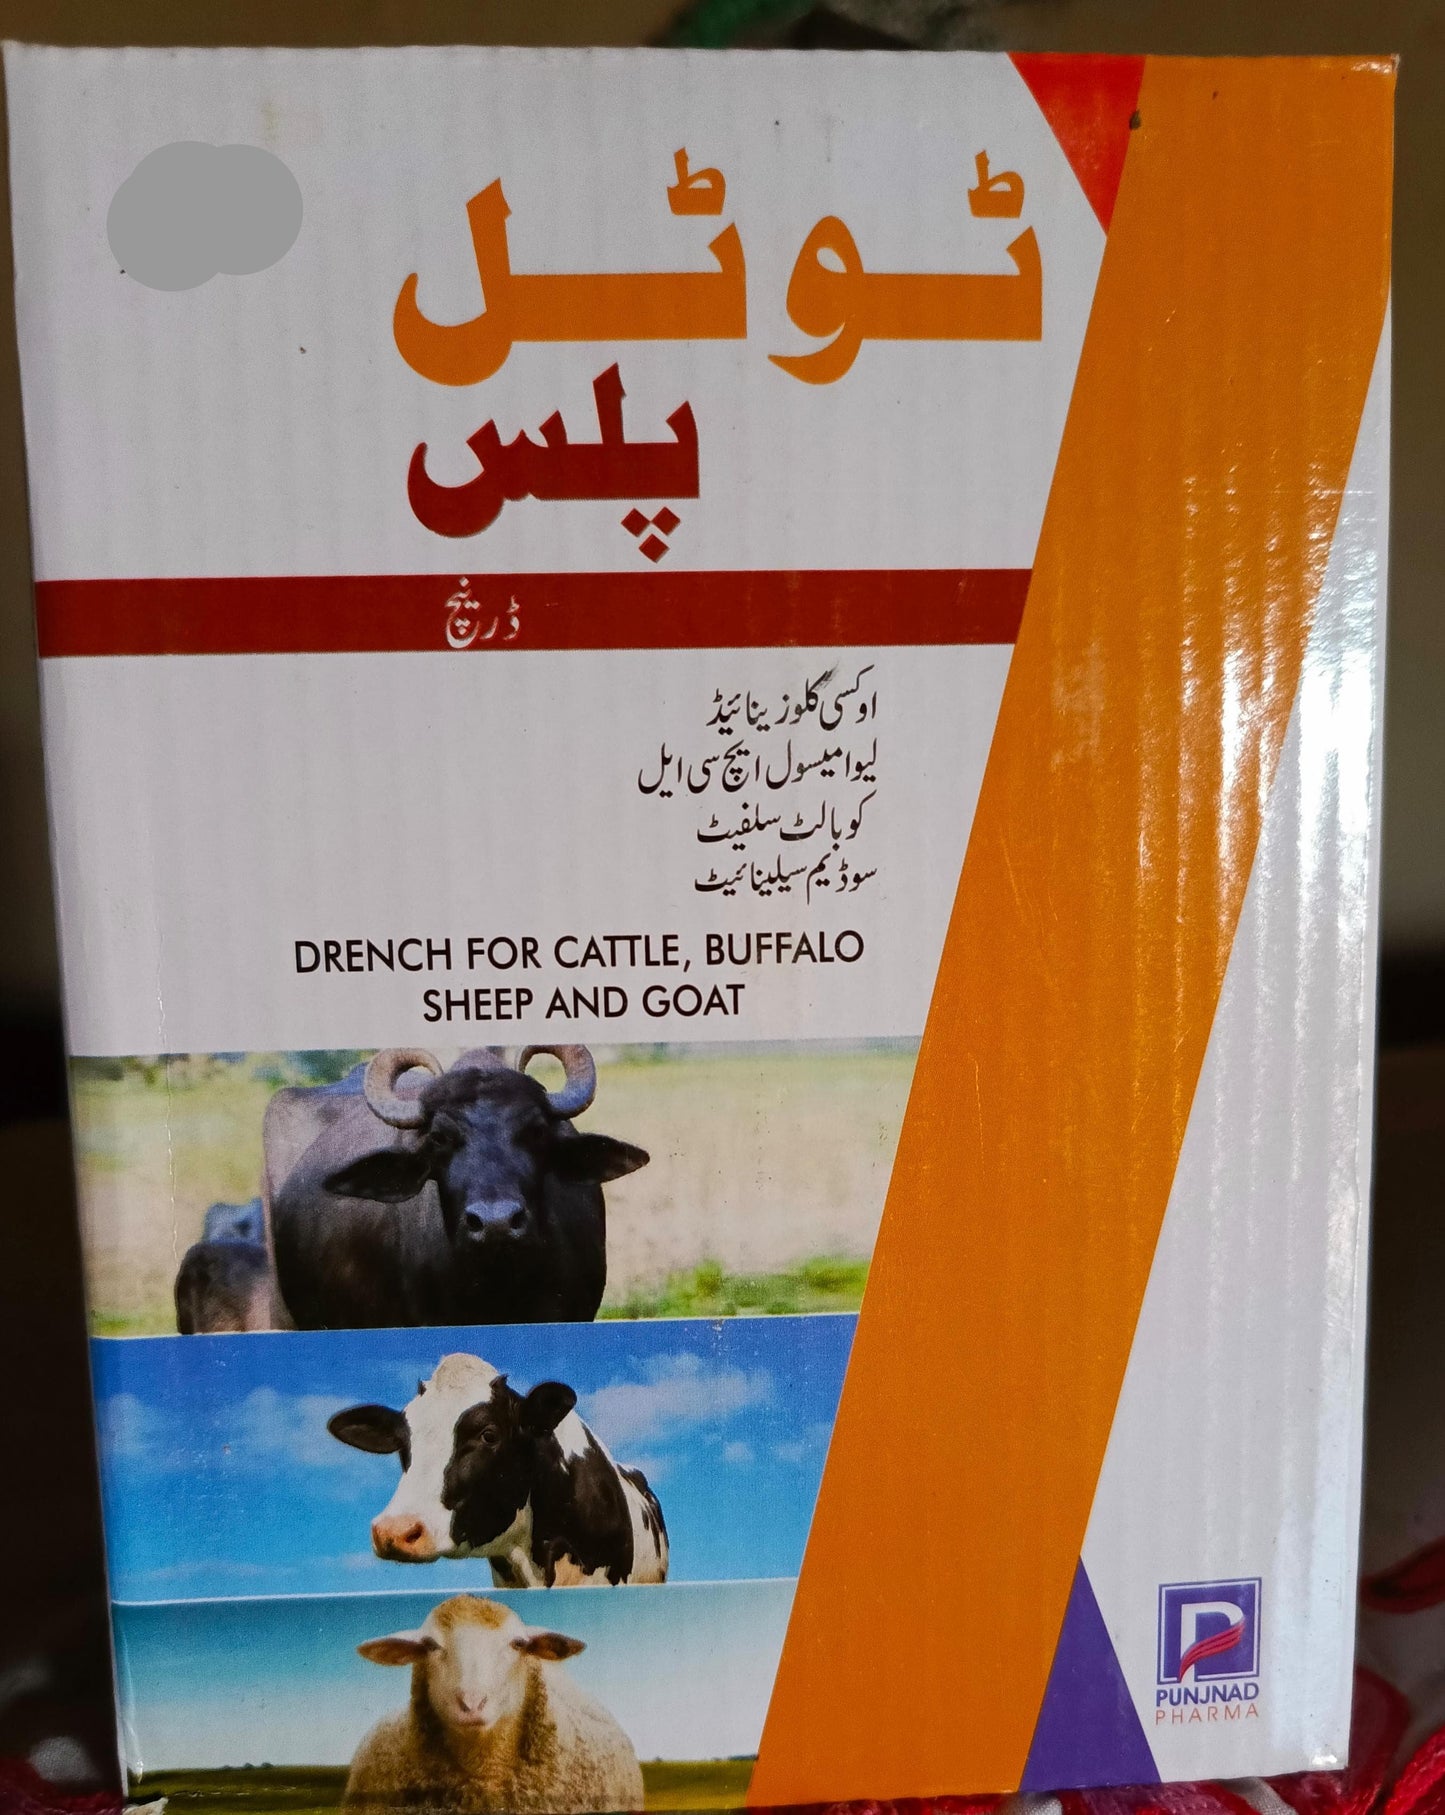 ٹوٹل
پلس
ڈرینچ
اوکسی کلوزینائیڈ
لیوامیسول ایچ سی ایل
کوبالٹ سلفیٹ
سوڈیم سیلینائیٹ
DRENCH FOR CATTLE, BUFFALO
SHEEP AND GOAT
PUNJNAD
PHARMA